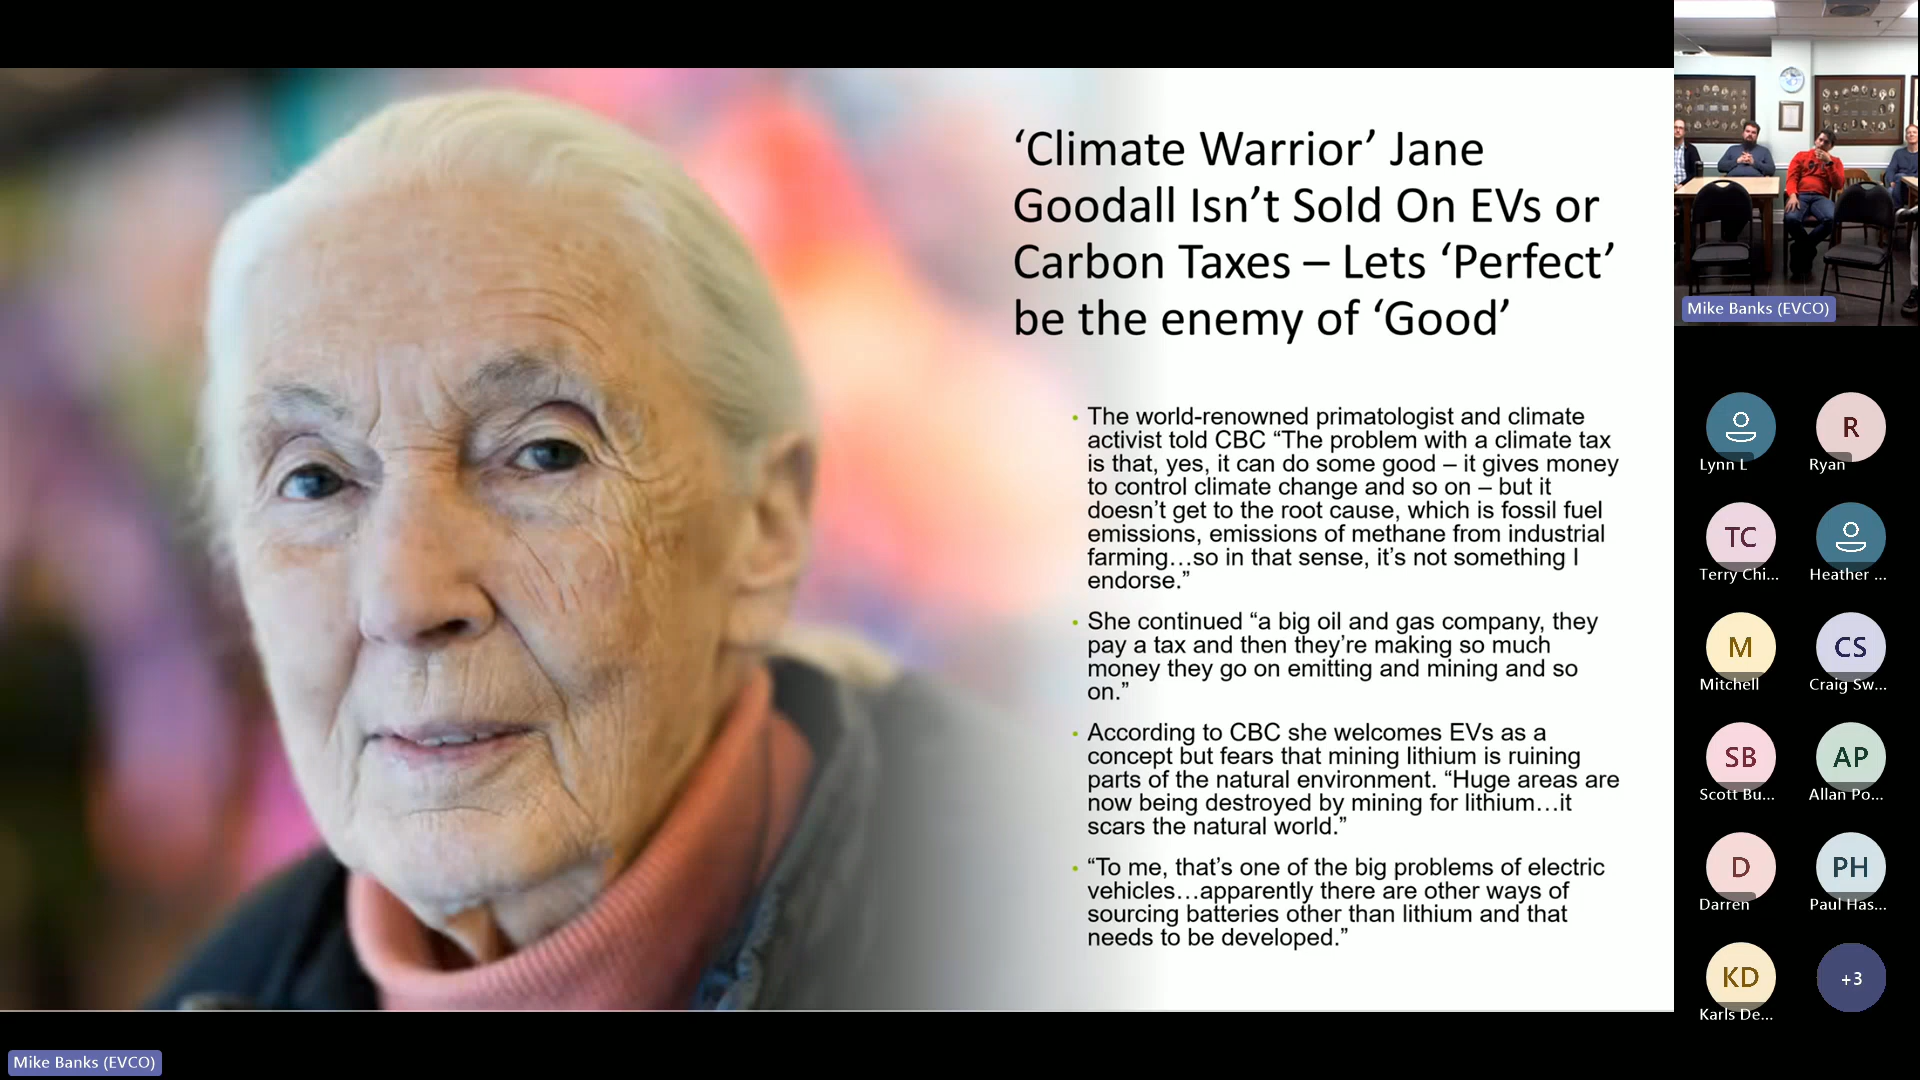 ‘Climate Warrior’ Jane
Goodall Isn’t Sold On EVs or
Carbon Taxes – Lets ‘Perfect’
be the enemy of ‘Good’
• The world-renowned primatologist and climate
activist told CBC “The problem with a climate tax
is that, yes, it can do some good – it gives money
to control climate change and so on – but it
doesn’t get to the root cause, which is fossil fuel
emissions, emissions of methane from industrial
farming…so in that sense, it’s not something I
endorse.”
• She continued “a big oil and gas company, they
pay a tax and then they’re making so much
money they go on emitting and mining and so
on.”
• According to CBC she welcomes EVs as a
concept but fears that mining lithium is ruining
parts of the natural environment. “Huge areas are
now being destroyed by mining for lithium…it
scars the natural world.”
• “To me, that’s one of the big problems of electric
vehicles…apparently there are other ways of
sourcing batteries other than lithium and that
needs to be developed.”
Mike Banks (EVCO)
Mike Banks (EVCO)
Lynn L
R
Ryan
TC
Terry Chi...
Heather ...
M
Mitchell
CS
Craig Sw...
SB
Scott Bu...
AP
Allan Po...
D
Darren
PH
Paul Has...
KD
Karls De...
+3